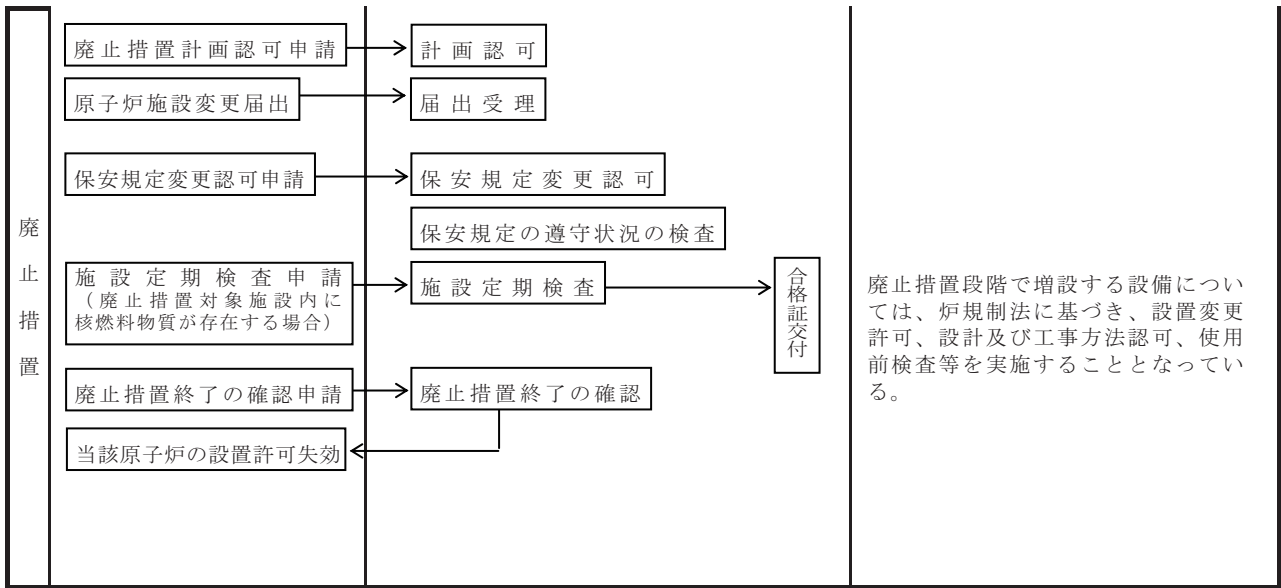 廃止措置
廃止措置計画認可申請
計画認可
原子炉施設変更届出
届出受理
保安規定変更認可申請
保安規定変更認可
保安規定の遵守状況の検査
施設定期検査申請
（廃止措置対象施設内に
核燃料物質が存在する場合）
施設定期検査
合格証交付
廃止措置終了の確認申請
廃止措置終了の確認
当該原子炉の設置許可失効
廃止措置段階で増設する設備につい
ては、炉規制法に基づき、設置変更
許可、設計及び工事方法認可、使用
前検査等を実施することとなってい
る。